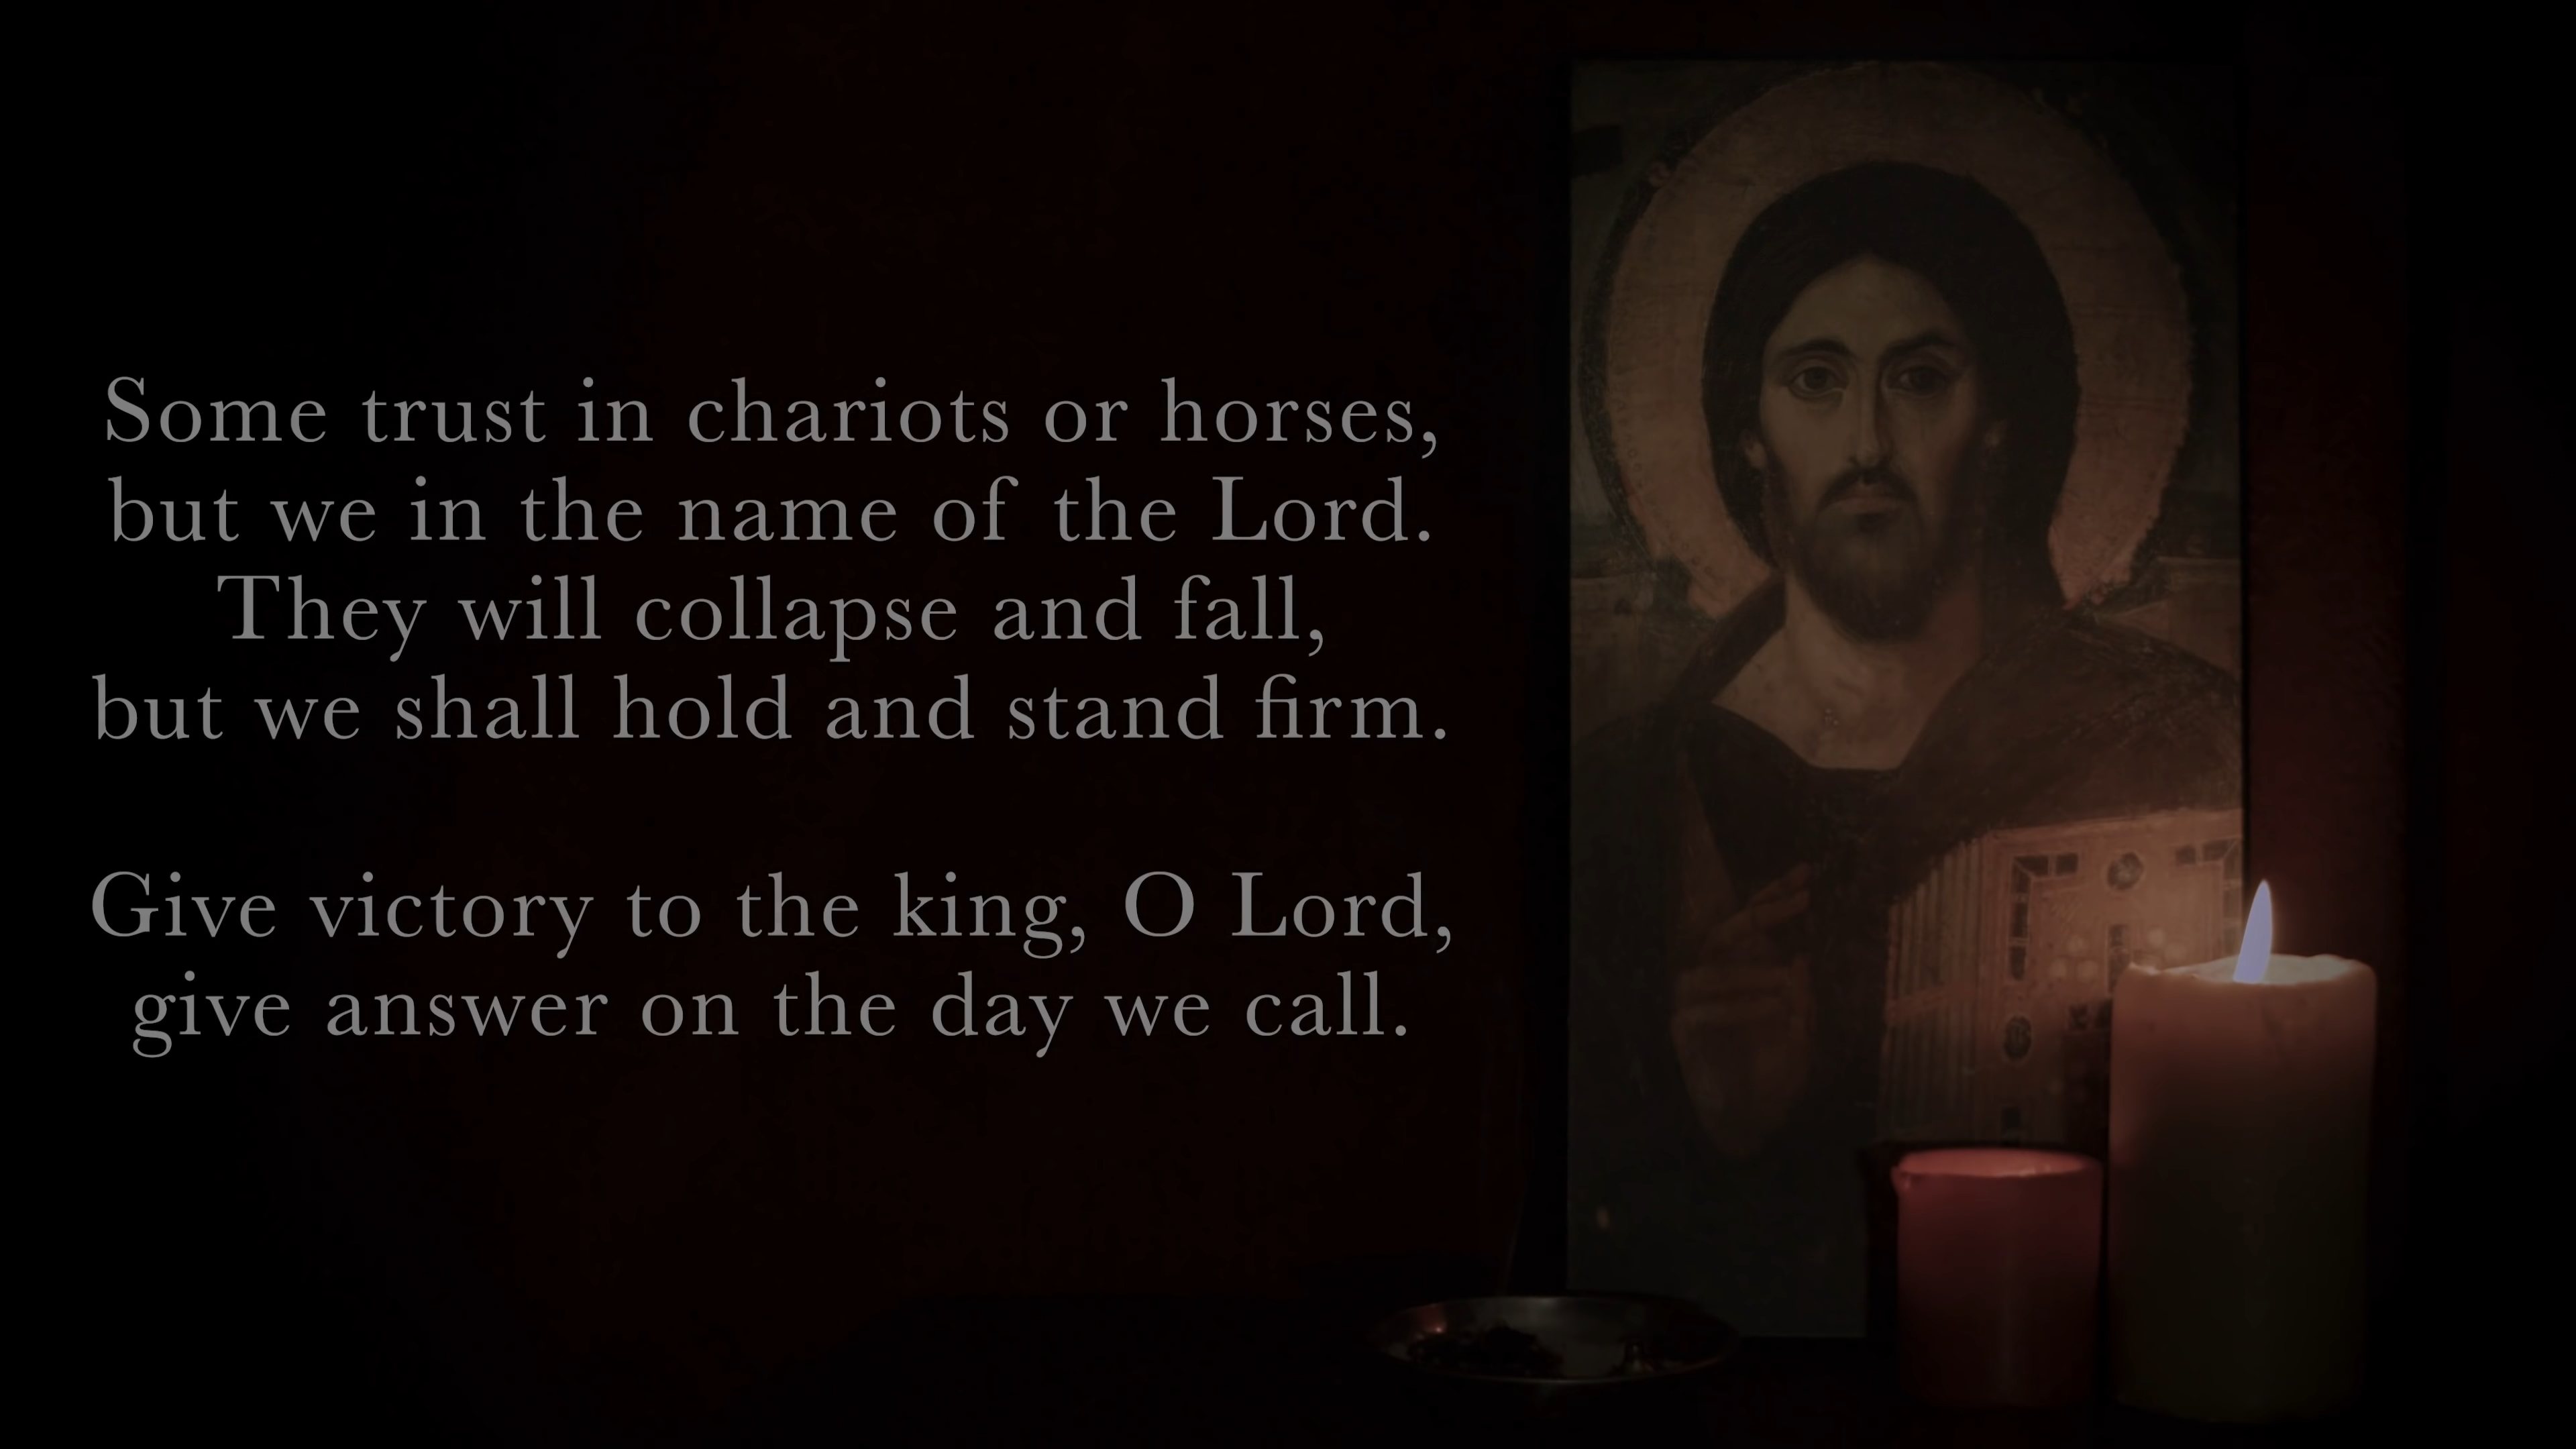 Some trust in chariots or horses,
but we in the name of the Lord.
They will collapse and fall,
but we shall hold and stand firm.
Give victory to the king, O Lord,
give answer on the day we call.